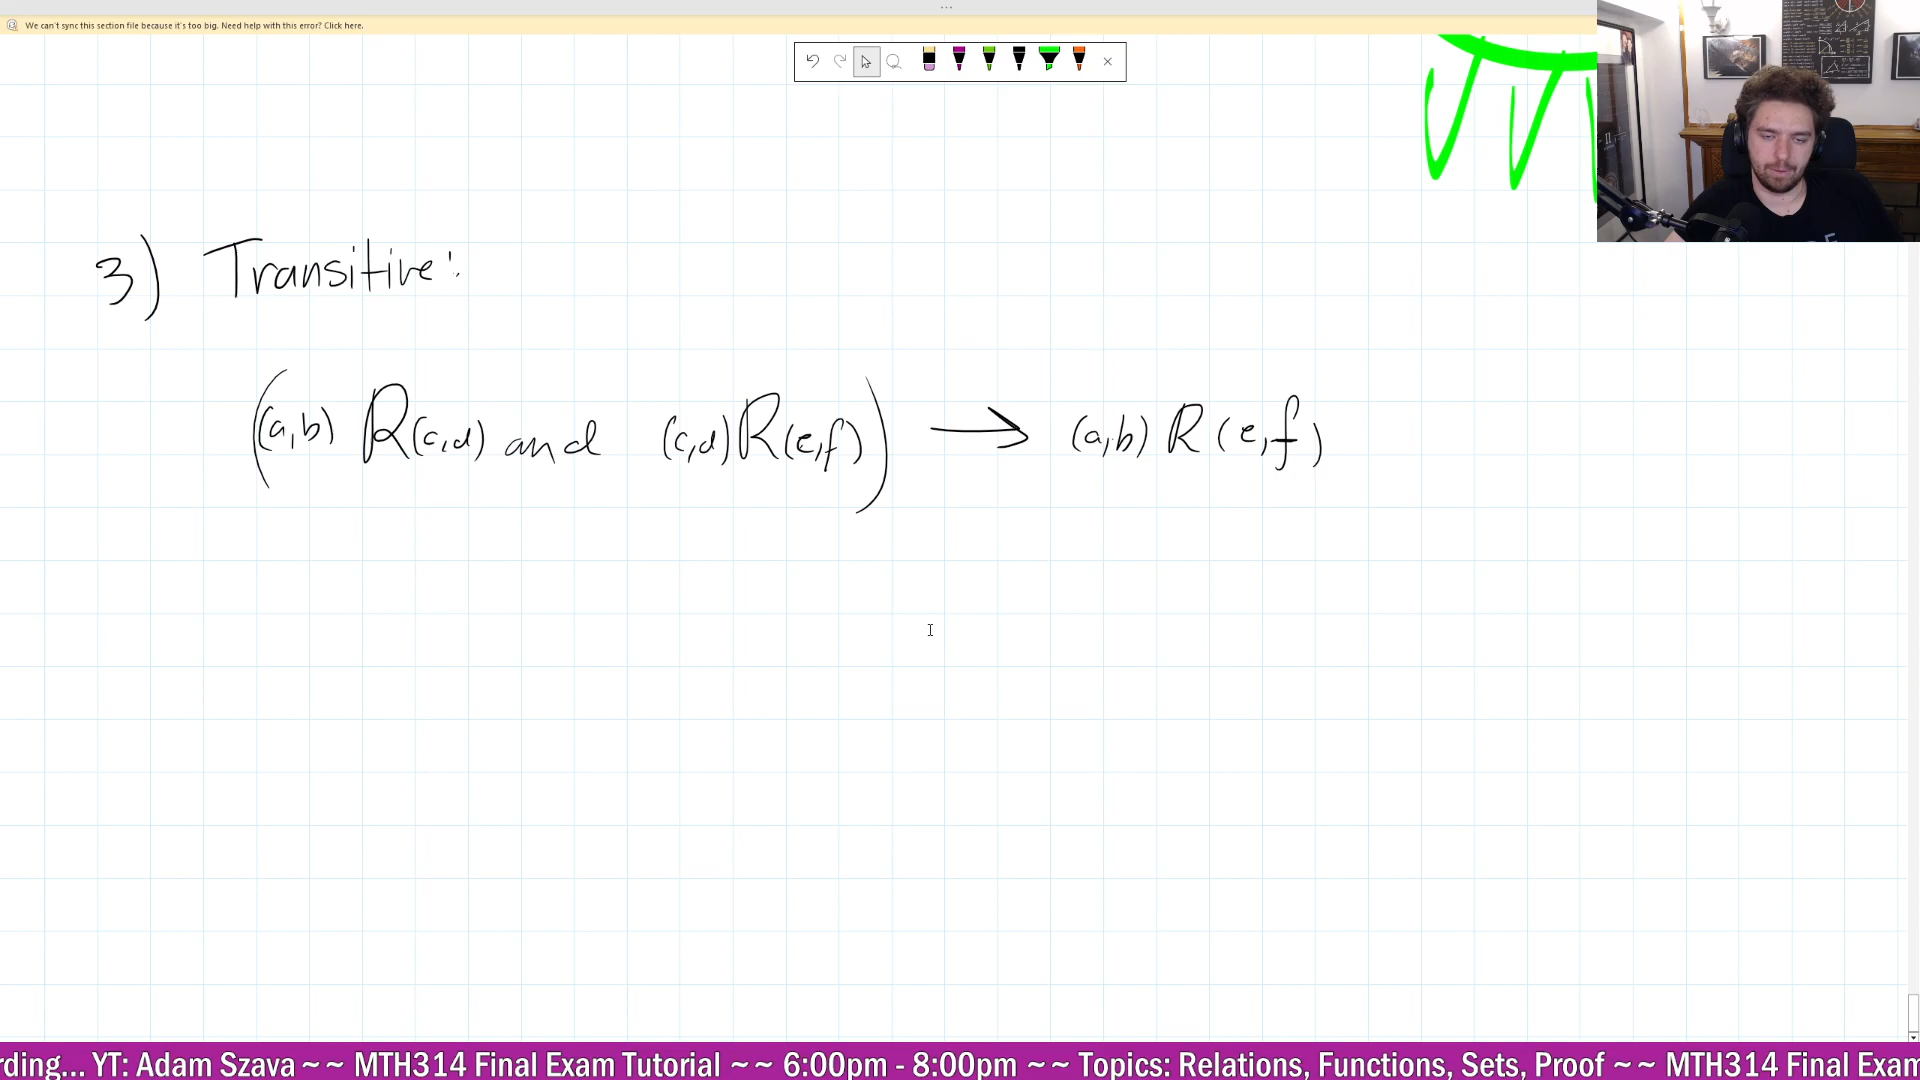 We can't sync this section file because it's too big. Need help with this error? Click here.
3) Transitive:
((a,b) R (c,d) and (c,d) R (e,f)) → (a,b) R (e,f)
rding... YT: Adam Szava ~~ MTH314 Final Exam Tutorial ~~ 6:00pm - 8:00pm ~~ Topics: Relations, Functions, Sets, Proof ~~ MTH314 Final Exam